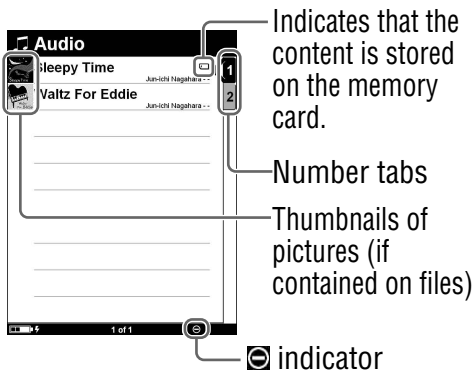 Audio
Sleepy Time
Jun-ichi Nagahara - -
1
Waltz For Eddie
Jun-ichi Nagahara - -
2
1 of 1
Indicates that the
content is stored
on the memory
card.
Number tabs
Thumbnails of
pictures (if
contained on files)
indicator